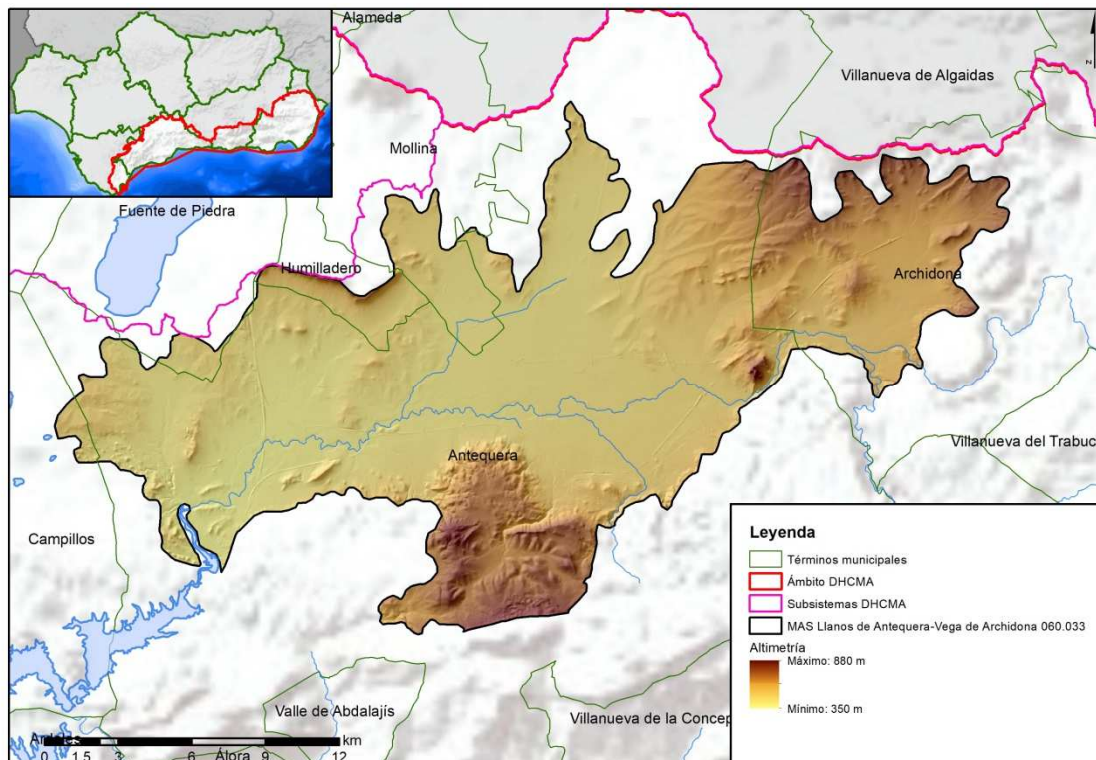 Alameda
Villanueva de Algaidas
Mollina
Fuente de Piedra
Humilladero
Archidona
Villanueva del Trabuc
Antequera
Campillos
Valle de Abdalajís
Villanueva de la Concep
Álora
km
0 1.5 3 6 9 12
Leyenda
Términos municipales
Ámbito DHCMA
Subsistemas DHCMA
MAS Llanos de Antequera-Vega de Archidona 060.033
Altimetría
Máximo: 880 m
Mínimo: 350 m